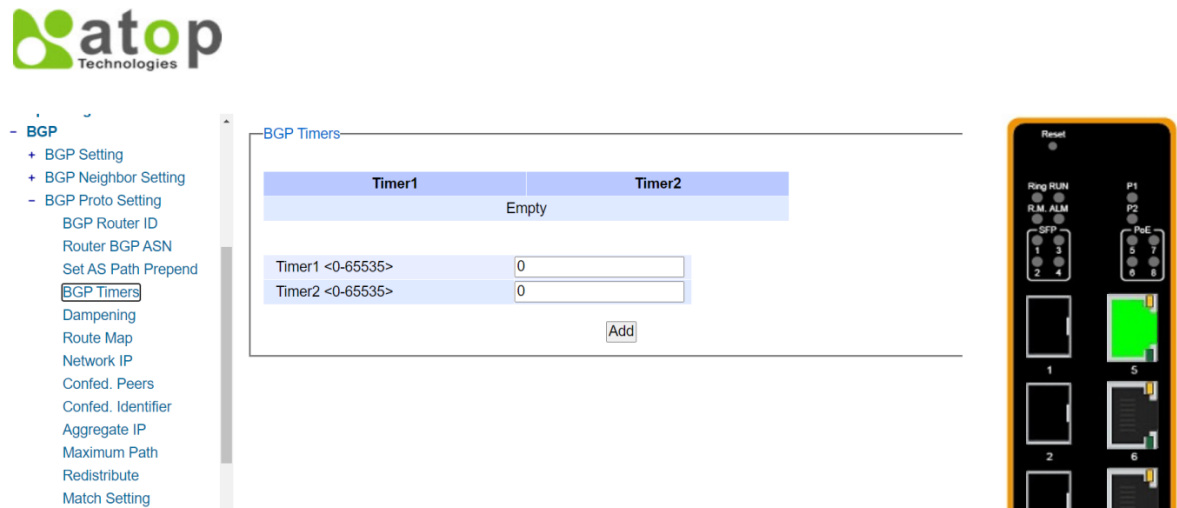 atop
Technologies
- BGP
+ BGP Setting
+ BGP Neighbor Setting
- BGP Proto Setting
BGP Router ID
Router BGP ASN
Set AS Path Prepend
BGP Timers
Dampening
Route Map
Network IP
Confed. Peers
Confed. Identifier
Aggregate IP
Maximum Path
Redistribute
Match Setting
BGP Timers
Timer1 Timer2
Empty
Timer1 <0-65535> 0
Timer2 <0-65535> 0
Add
Reset
Ring RUN P1
R.M. ALM P2
SFP PoE
1 3 5 7
2 4 6 8
1 5
2 6